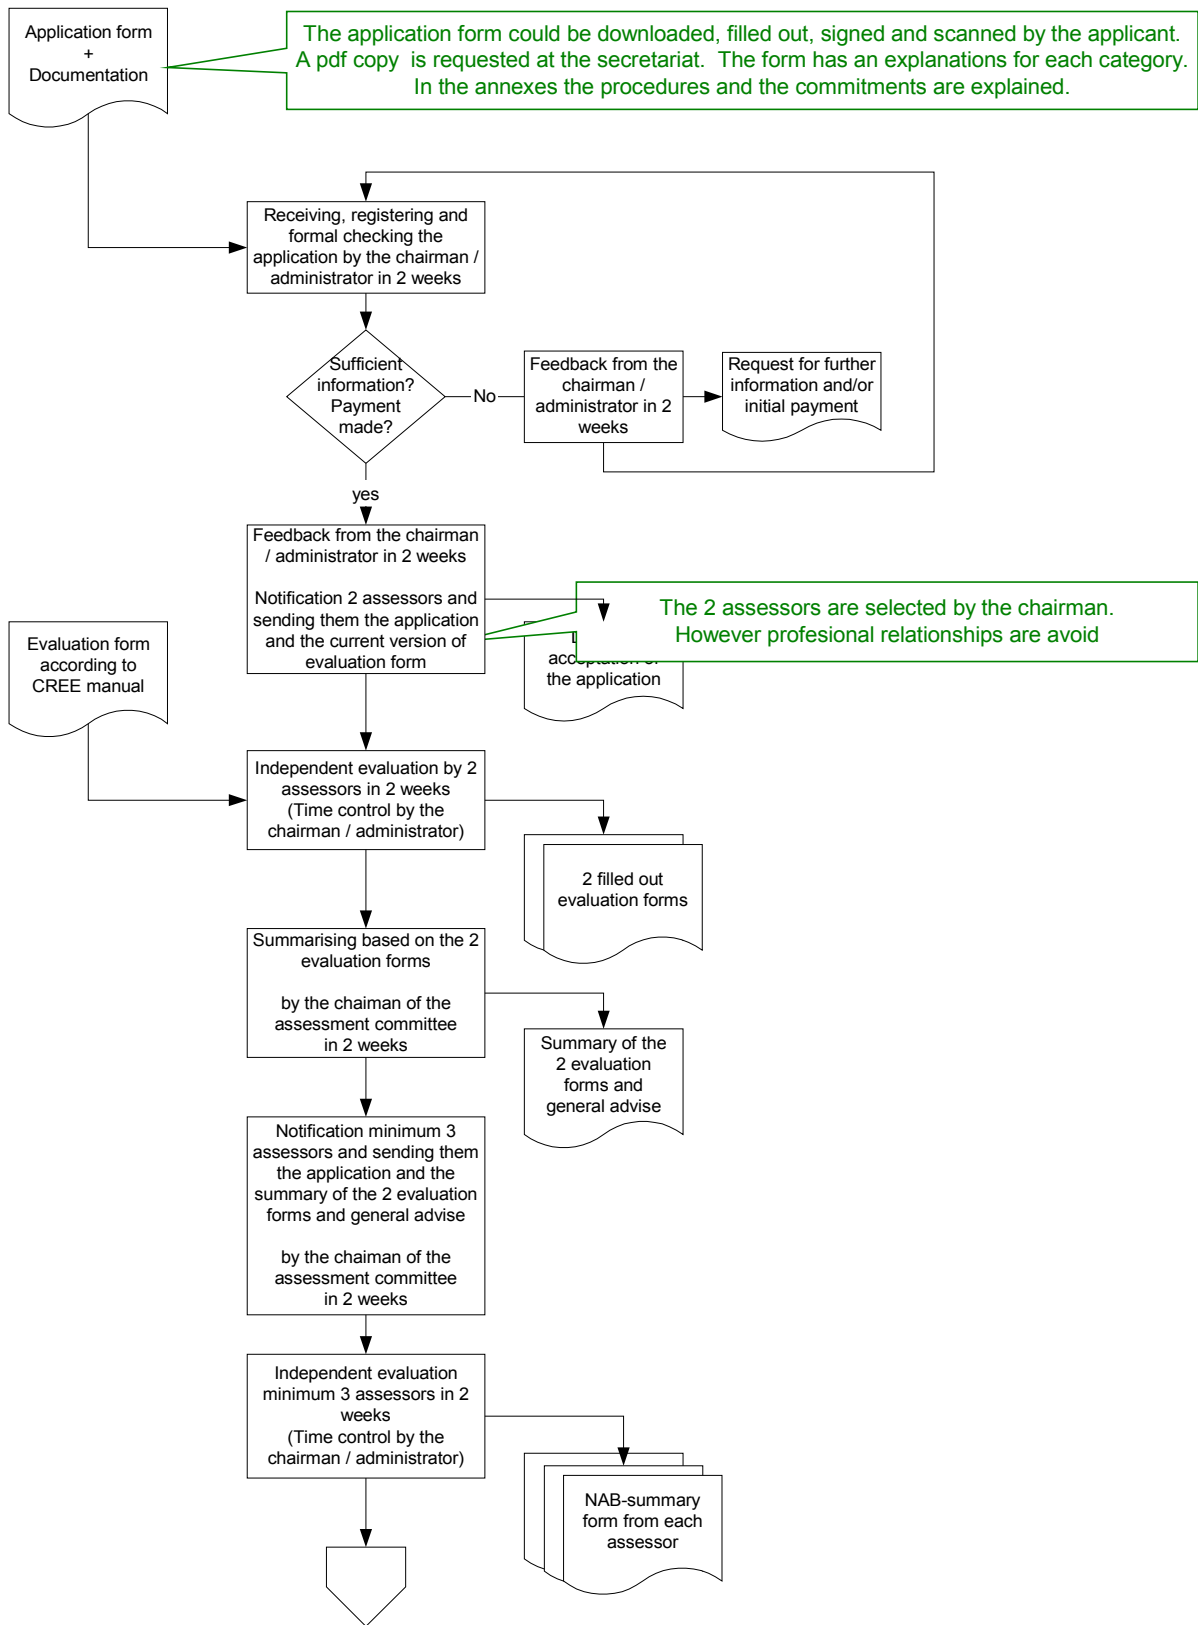 Application form
+
Documentation
The application form could be downloaded, filled out, signed and scanned by the applicant.
A pdf copy is requested at the secretariat. The form has an explanations for each category.
In the annexes the procedures and the commitments are explained.
Receiving, registering and
formal checking the
application by the chairman /
administrator in 2 weeks
Sufficient
information?
Payment
made?
No
Feedback from the
chairman /
administrator in 2
weeks
Request for further
information and/or
initial payment
yes
Feedback from the chairman
/ administrator in 2 weeks
Notification 2 assessors and
sending them the application
and the current version of
evaluation form
The 2 assessors are selected by the chairman.
However profesional relationships are avoid
acceptation of
the application
Evaluation form
according to
CREE manual
Independent evaluation by 2
assessors in 2 weeks
(Time control by the
chairman / administrator)
2 filled out
evaluation forms
Summarising based on the 2
evaluation forms
by the chaiman of the
assessment committee
in 2 weeks
Summary of the
2 evaluation
forms and
general advise
Notification minimum 3
assessors and sending them
the application and the
summary of the 2 evaluation
forms and general advise
by the chaiman of the
assessment committee
in 2 weeks
Independent evaluation
minimum 3 assessors in 2
weeks
(Time control by the
chairman / administrator)
NAB-summary
form from each
assessor